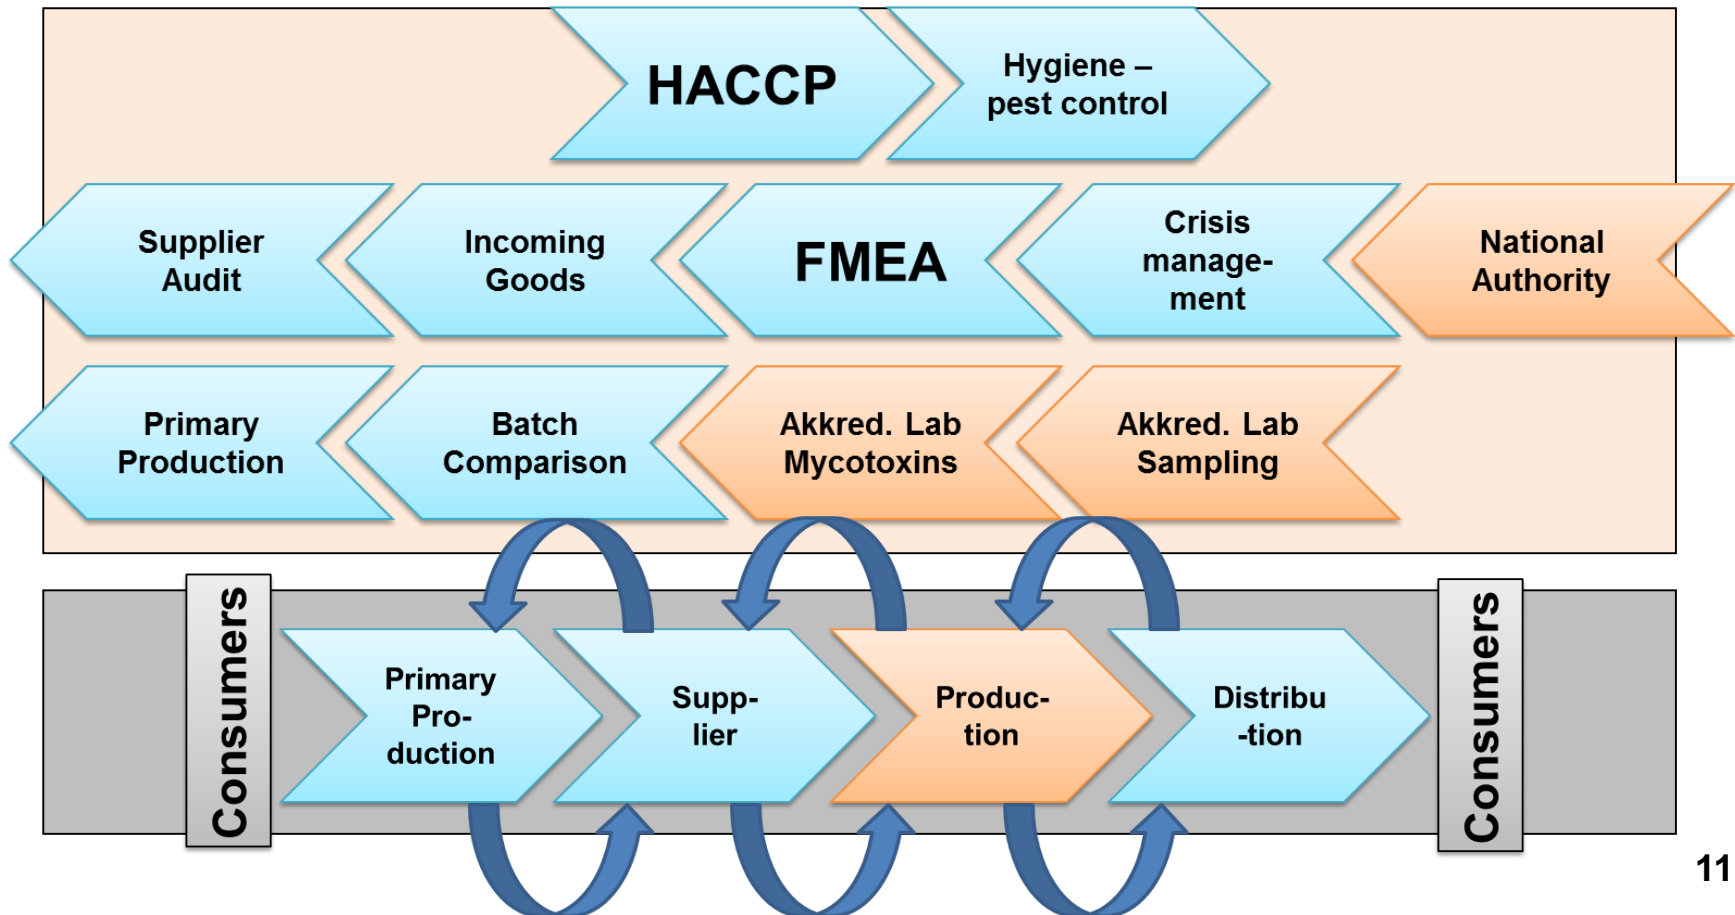 HACCP
Hygiene –
pest control
Supplier
Audit
Incoming
Goods
FMEA
Crisis
manage-
ment
National
Authority
Primary
Production
Batch
Comparison
Akkred. Lab
Mycotoxins
Akkred. Lab
Sampling
Consumers
Primary
Pro-
duction
Supp-
lier
Produc-
tion
Distribu
-tion
Consumers
11